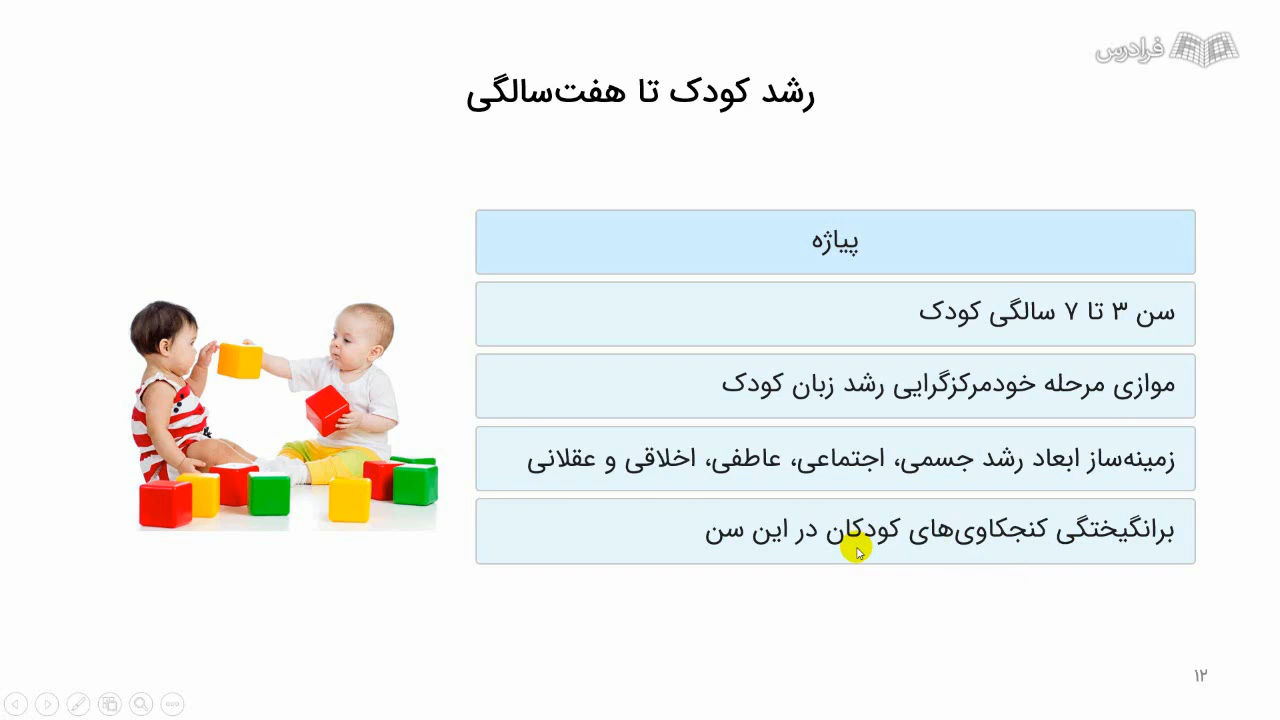 فرادرس
رشد کودک تا هفت‌سالگی
پیاژه
سن ۳ تا ۷ سالگی کودک
موازی مرحله خودمرکزگرایی رشد زبان کودک
زمینه‌ساز ابعاد رشد جسمی، اجتماعی، عاطفی، اخلاقی و عقلانی
برانگیختگی کنجکاوی‌های کودکان در این سن
۱۲